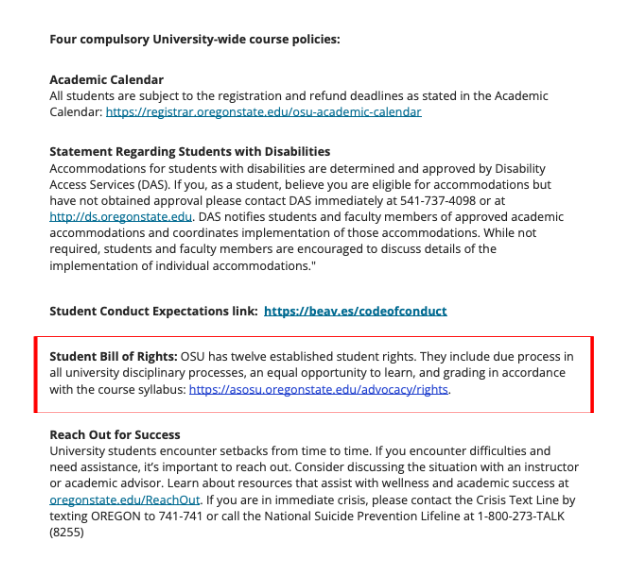 Four compulsory University-wide course policies:
Academic Calendar
All students are subject to the registration and refund deadlines as stated in the Academic
Calendar: https://registrar.oregonstate.edu/osu-academic-calendar
Statement Regarding Students with Disabilities
Accommodations for students with disabilities are determined and approved by Disability
Access Services (DAS). If you, as a student, believe you are eligible for accommodations but
have not obtained approval please contact DAS immediately at 541-737-4098 or at
http://ds.oregonstate.edu. DAS notifies students and faculty members of approved academic
accommodations and coordinates implementation of those accommodations. While not
required, students and faculty members are encouraged to discuss details of the
implementation of individual accommodations."
Student Conduct Expectations link: https://beav.es/codeofconduct
Student Bill of Rights: OSU has twelve established student rights. They include due process in
all university disciplinary processes, an equal opportunity to learn, and grading in accordance
with the course syllabus: https://asosu.oregonstate.edu/advocacy/rights.
Reach Out for Success
University students encounter setbacks from time to time. If you encounter difficulties and
need assistance, it's important to reach out. Consider discussing the situation with an instructor
or academic advisor. Learn about resources that assist with wellness and academic success at
oregonstate.edu/ReachOut. If you are in immediate crisis, please contact the Crisis Text Line by
texting OREGON to 741-741 or call the National Suicide Prevention Lifeline at 1-800-273-TALK
(8255)